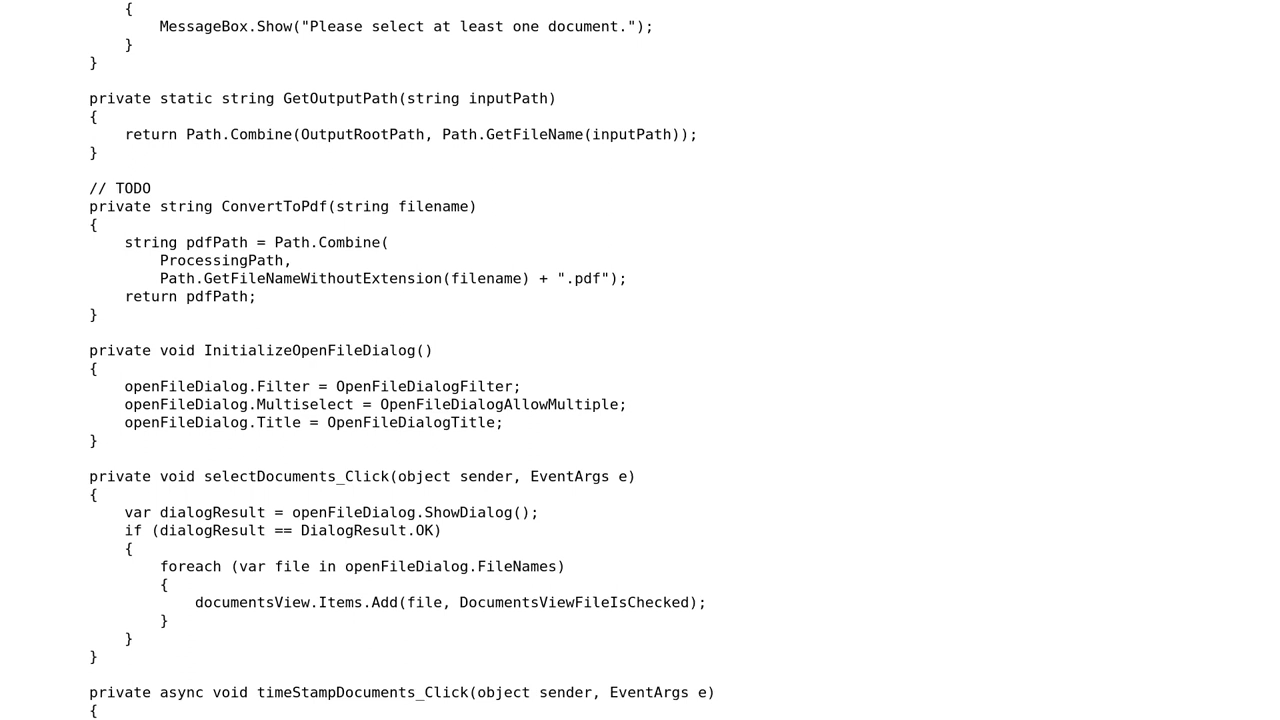 {
MessageBox.Show("Please select at least one document.");
}
}
private static string GetOutputPath(string inputPath)
{
return Path.Combine(OutputRootPath, Path.GetFileName(inputPath));
}
// TODO
private string ConvertToPdf(string filename)
{
string pdfPath = Path.Combine(
ProcessingPath,
Path.GetFileNameWithoutExtension(filename) + ".pdf");
return pdfPath;
}
private void InitializeOpenFileDialog()
{
openFileDialog.Filter = OpenFileDialogFilter;
openFileDialog.Multiselect = OpenFileDialogAllowMultiple;
openFileDialog.Title = OpenFileDialogTitle;
}
private void selectDocuments_Click(object sender, EventArgs e)
{
var dialogResult = openFileDialog.ShowDialog();
if (dialogResult == DialogResult.OK)
{
foreach (var file in openFileDialog.FileNames)
{
documentsView.Items.Add(file, DocumentsViewFileIsChecked);
}
}
}
private async void timeStampDocuments_Click(object sender, EventArgs e)
{